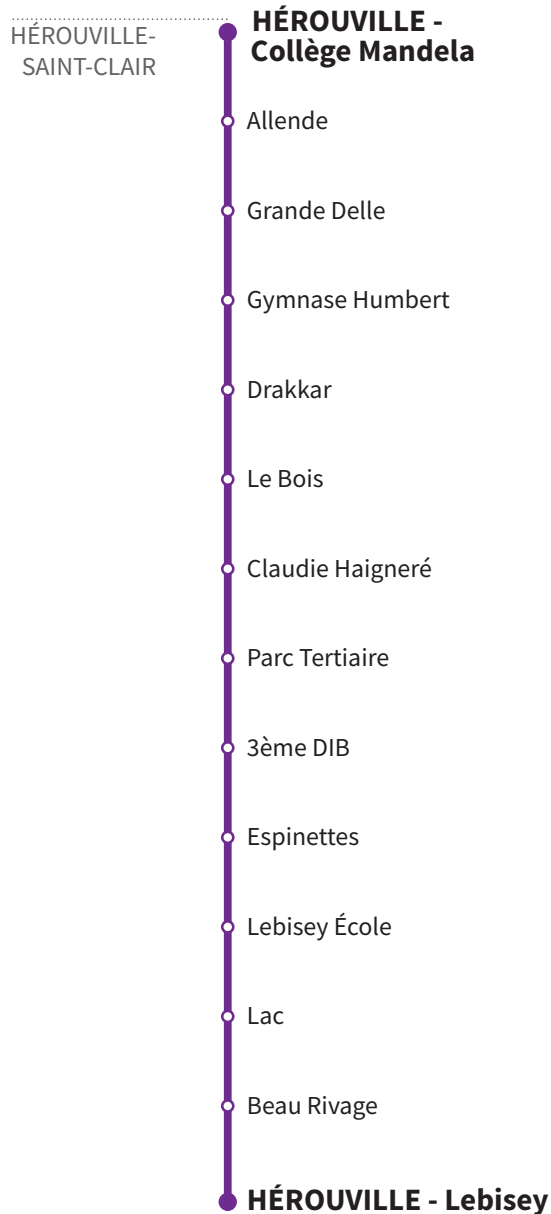 HÉROUVILLE-
SAINT-CLAIR
HÉROUVILLE -
Collège Mandela
Allende
Grande Delle
Gymnase Humbert
Drakkar
Le Bois
Claudie Haigneré
Parc Tertiaire
3ème DIB
Espinettes
Lebisey École
Lac
Beau Rivage
HÉROUVILLE - Lebisey